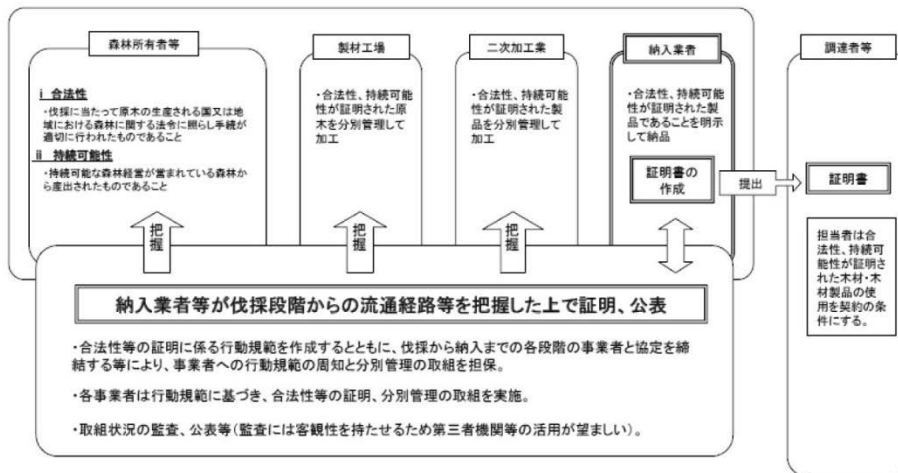 森林所有者等
ⅰ 合法性
・伐採に当たって原木の生産される国又は地
域における森林に関する法令に照らし手続が
適切に行われたものであること
ⅱ 持続可能性
・持続可能な森林経営が営まれている森林か
ら産出されたものであること
製材工場
・合法性、持続可能
性が証明された原
木を分別管理して
加工
二次加工業
・合法性、持続可能
性が証明された製
品を分別管理して
加工
納入業者
・合法性、持続可能
性が証明された製
品であることを明示
して納品
証明書の
作成
提出
調達者等
証明書
担当者は合
法性、持続可
能性が証明さ
れた木材・木
材製品の使
用を契約の条
件にする。
把握
把握
把握
納入業者等が伐採段階からの流通経路等を把握した上で証明、公表
・合法性等の証明に係る行動規範を作成するとともに、伐採から納入までの各段階の事業者と協定を締
結する等により、事業者への行動規範の周知と分別管理の取組を担保。
・各事業者は行動規範に基づき、合法性等の証明、分別管理の取組を実施。
・取組状況の監査、公表等（監査には客観性を持たせるため第三者機関等の活用が望ましい）。